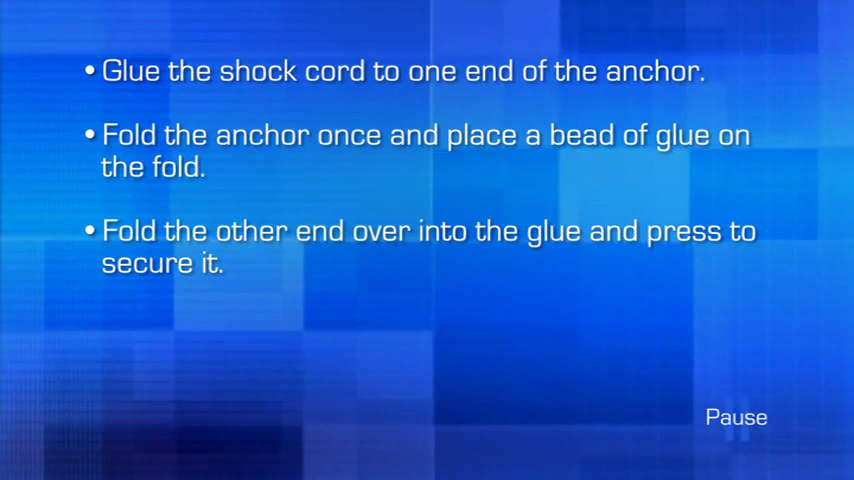 • Glue the shock cord to one end of the anchor.
• Fold the anchor once and place a bead of glue on
the fold.
• Fold the other end over into the glue and press to
secure it.
Pause